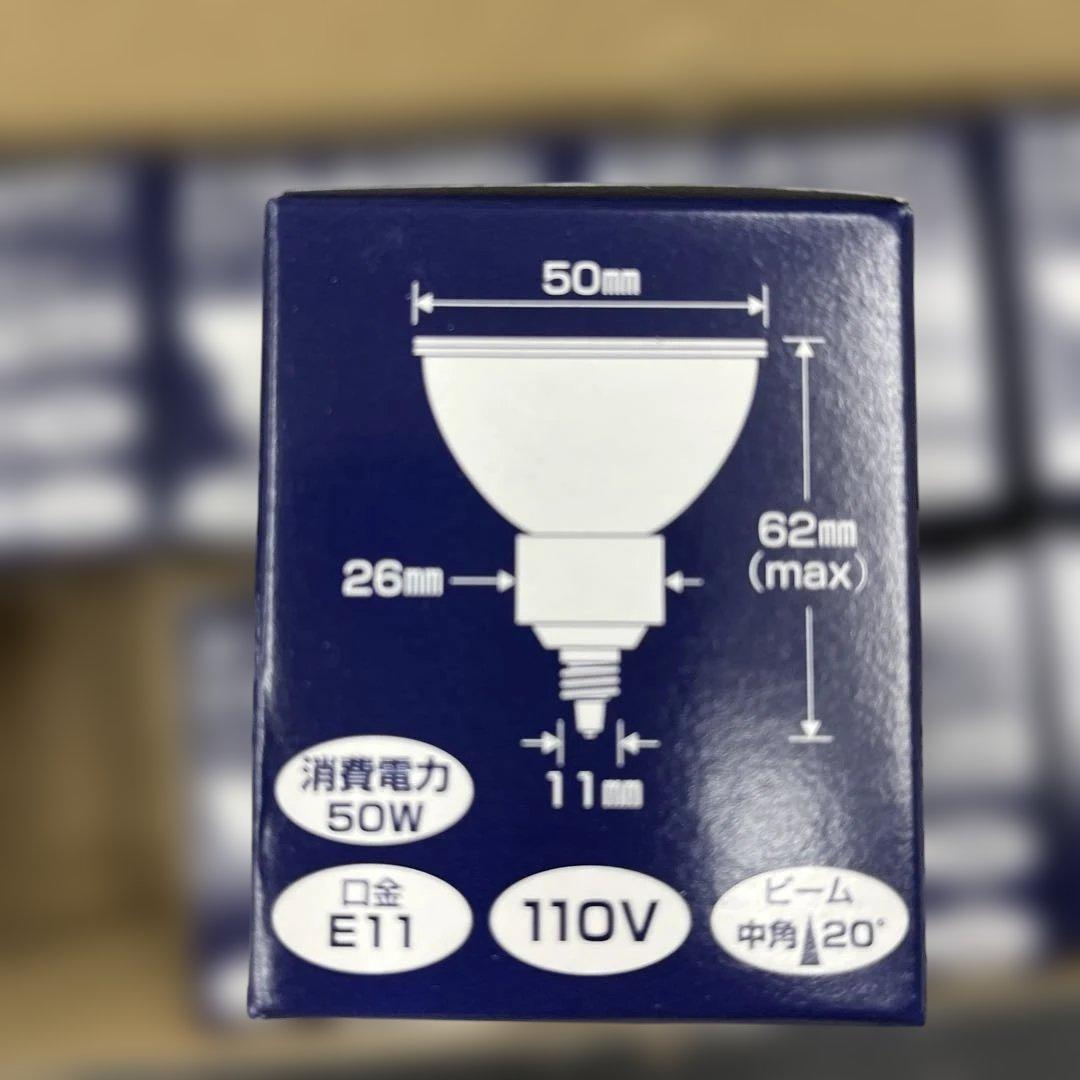 50㎜
62㎜
(max)
26㎜
11㎜
消費電力
50W
口金
E11
110V
ビーム
中角 20°